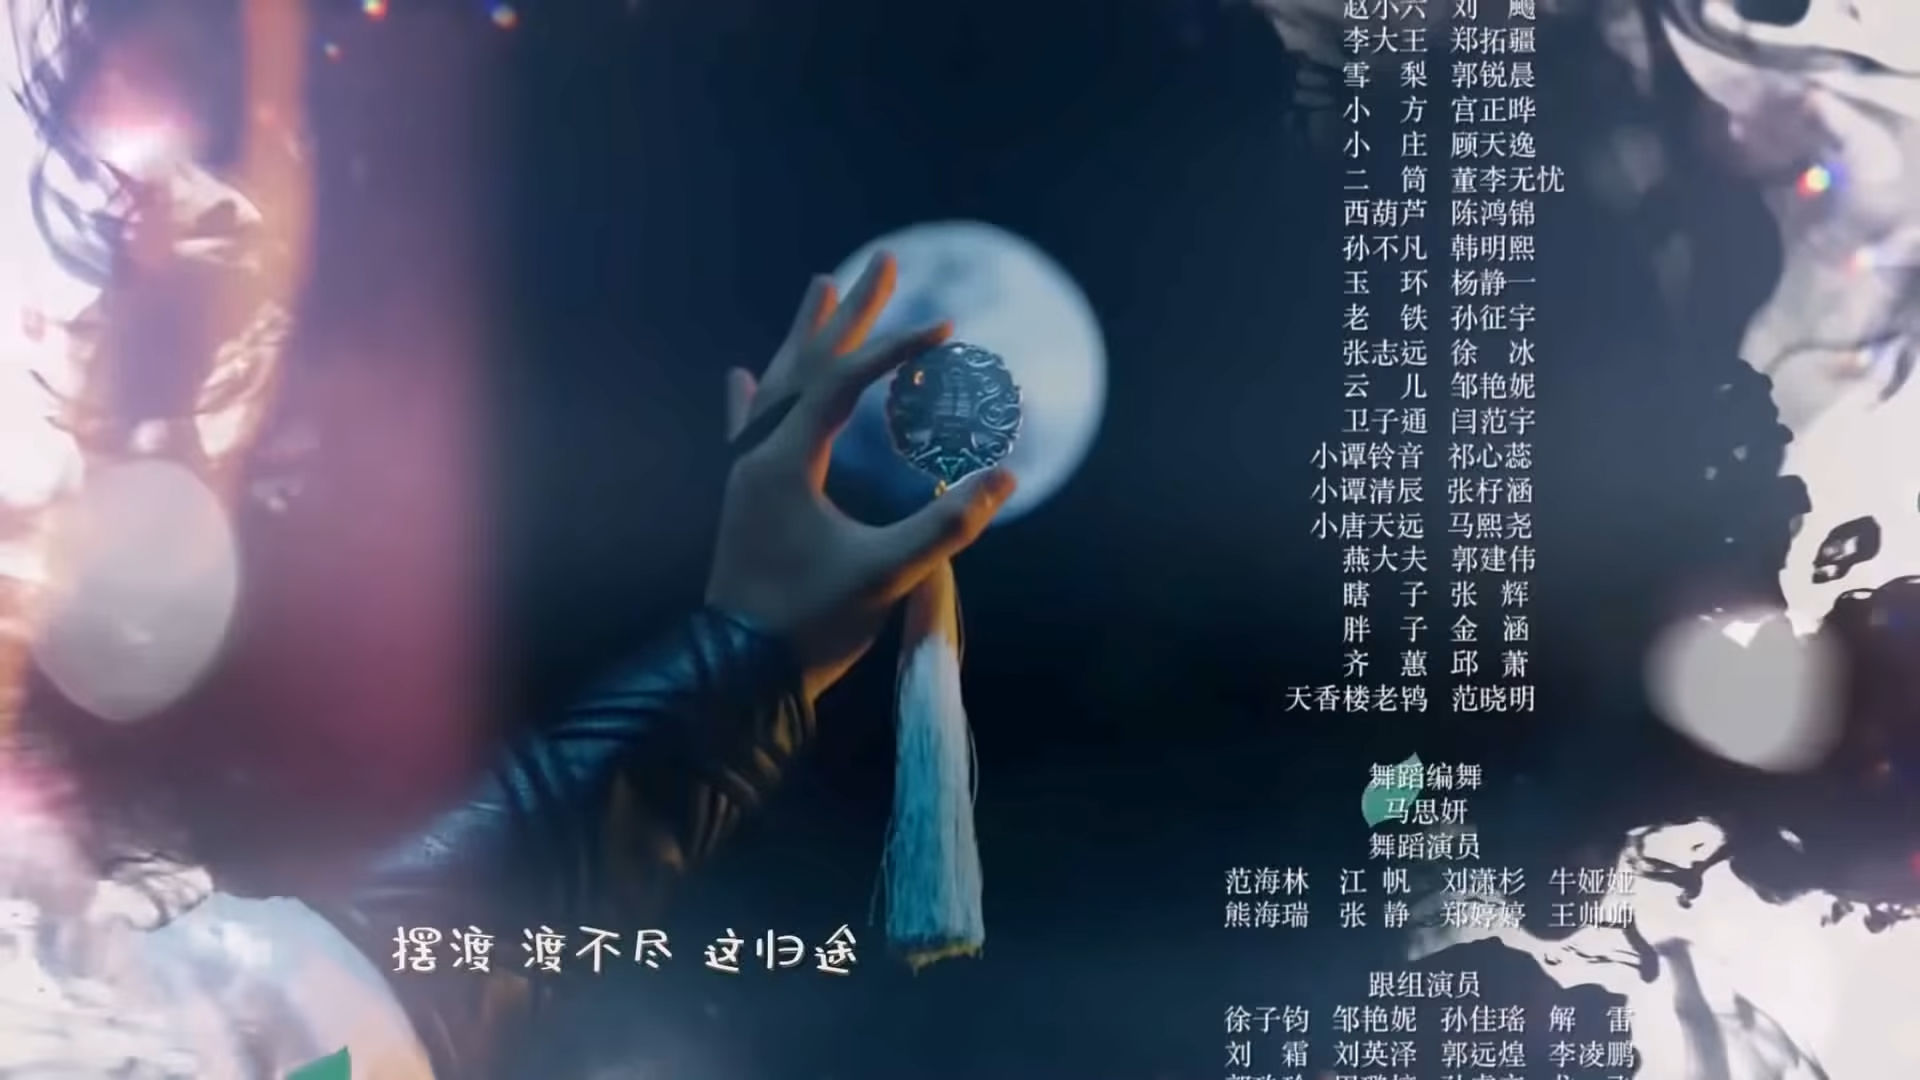 赵小六 刘 飚
李大王 郑拓疆
雪 梨 郭锐晨
小 方 宫正晔
小 庄 顾天逸
二 筒 董李无忧
西葫芦 陈鸿锦
孙不凡 韩明熙
玉 环 杨静一
老 铁 孙征宇
张志远 徐 冰
云 儿 邹艳妮
卫子通 闫范宇
小谭铃音 祁心蕊
小谭清辰 张杍涵
小唐天远 马熙尧
燕大夫 郭建伟
瞎 子 张 辉
胖 子 金 涵
齐 蕙 邱 萧
天香楼老鸨 范晓明
舞蹈编舞
马思妍
舞蹈演员
范海林 江 帆 刘潇杉 牛娅娅
熊海瑞 张 静 郑婷婷 王帅帅
摆渡 渡不尽 这归途
跟组演员
徐子钧 邹艳妮 孙佳瑤 解 雷
刘 霜 刘英泽 郭远煌 李凌鹏